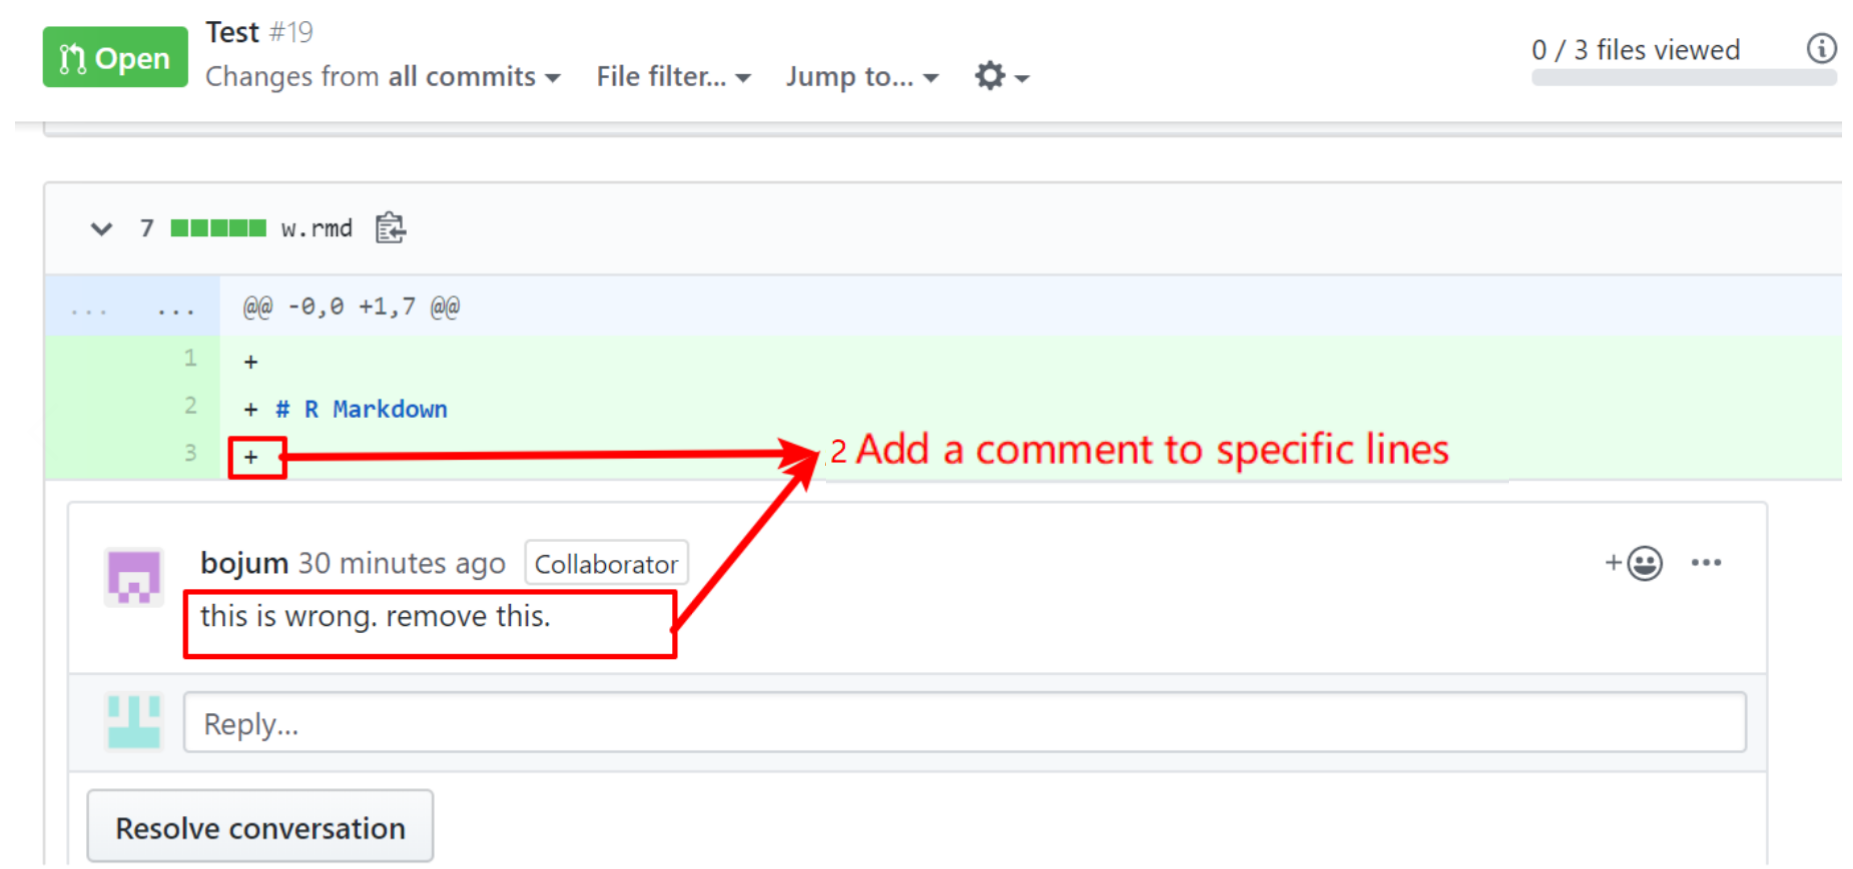 Test #19
Open
Changes from all commits File filter... Jump to...
0 / 3 files viewed
7 w.rmd
... ... @@ -0,0 +1,7 @@
1 +
2 + # R Markdown
3 +
2 Add a comment to specific lines
bojum 30 minutes ago Collaborator
this is wrong. remove this.
Reply...
Resolve conversation